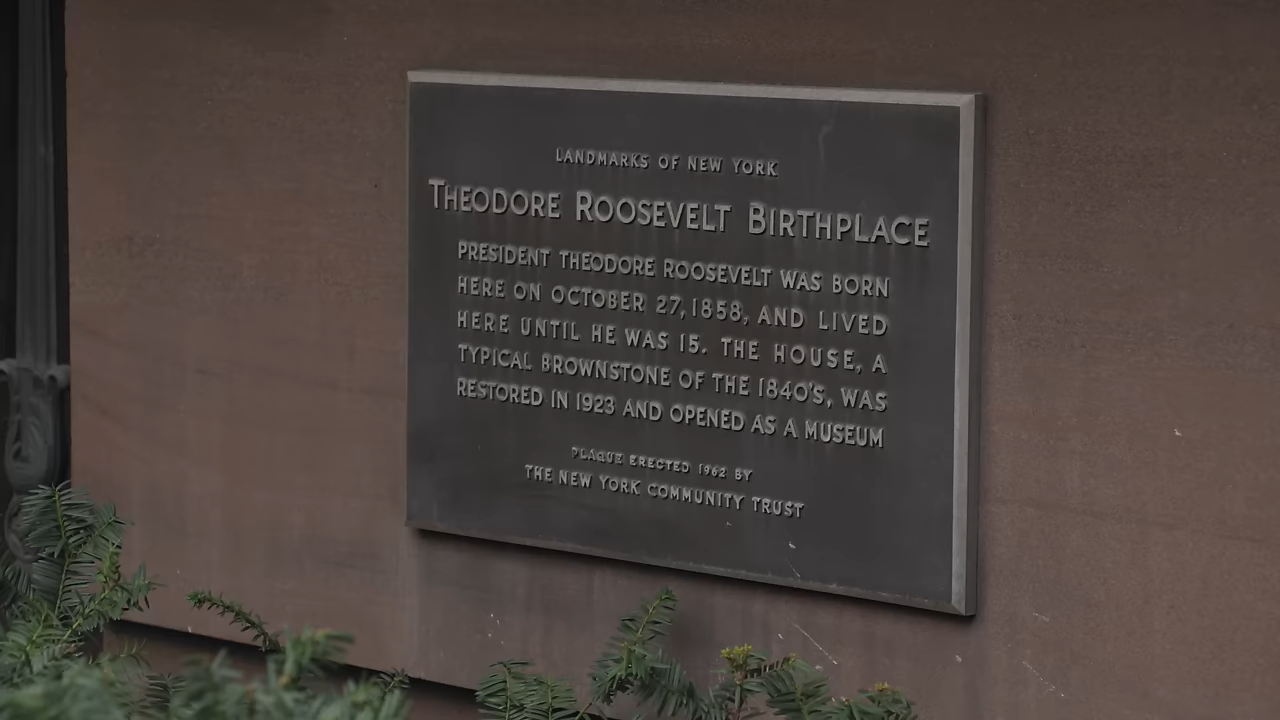 LANDMARKS OF NEW YORK
THEODORE ROOSEVELT BIRTHPLACE
PRESIDENT THEODORE ROOSEVELT WAS BORN
HERE ON OCTOBER 27, 1858, AND LIVED
HERE UNTIL HE WAS 15. THE HOUSE, A
TYPICAL BROWNSTONE OF THE 1840'S, WAS
RESTORED IN 1923 AND OPENED AS A MUSEUM
PLAQUE ERECTED 1962 BY
THE NEW YORK COMMUNITY TRUST